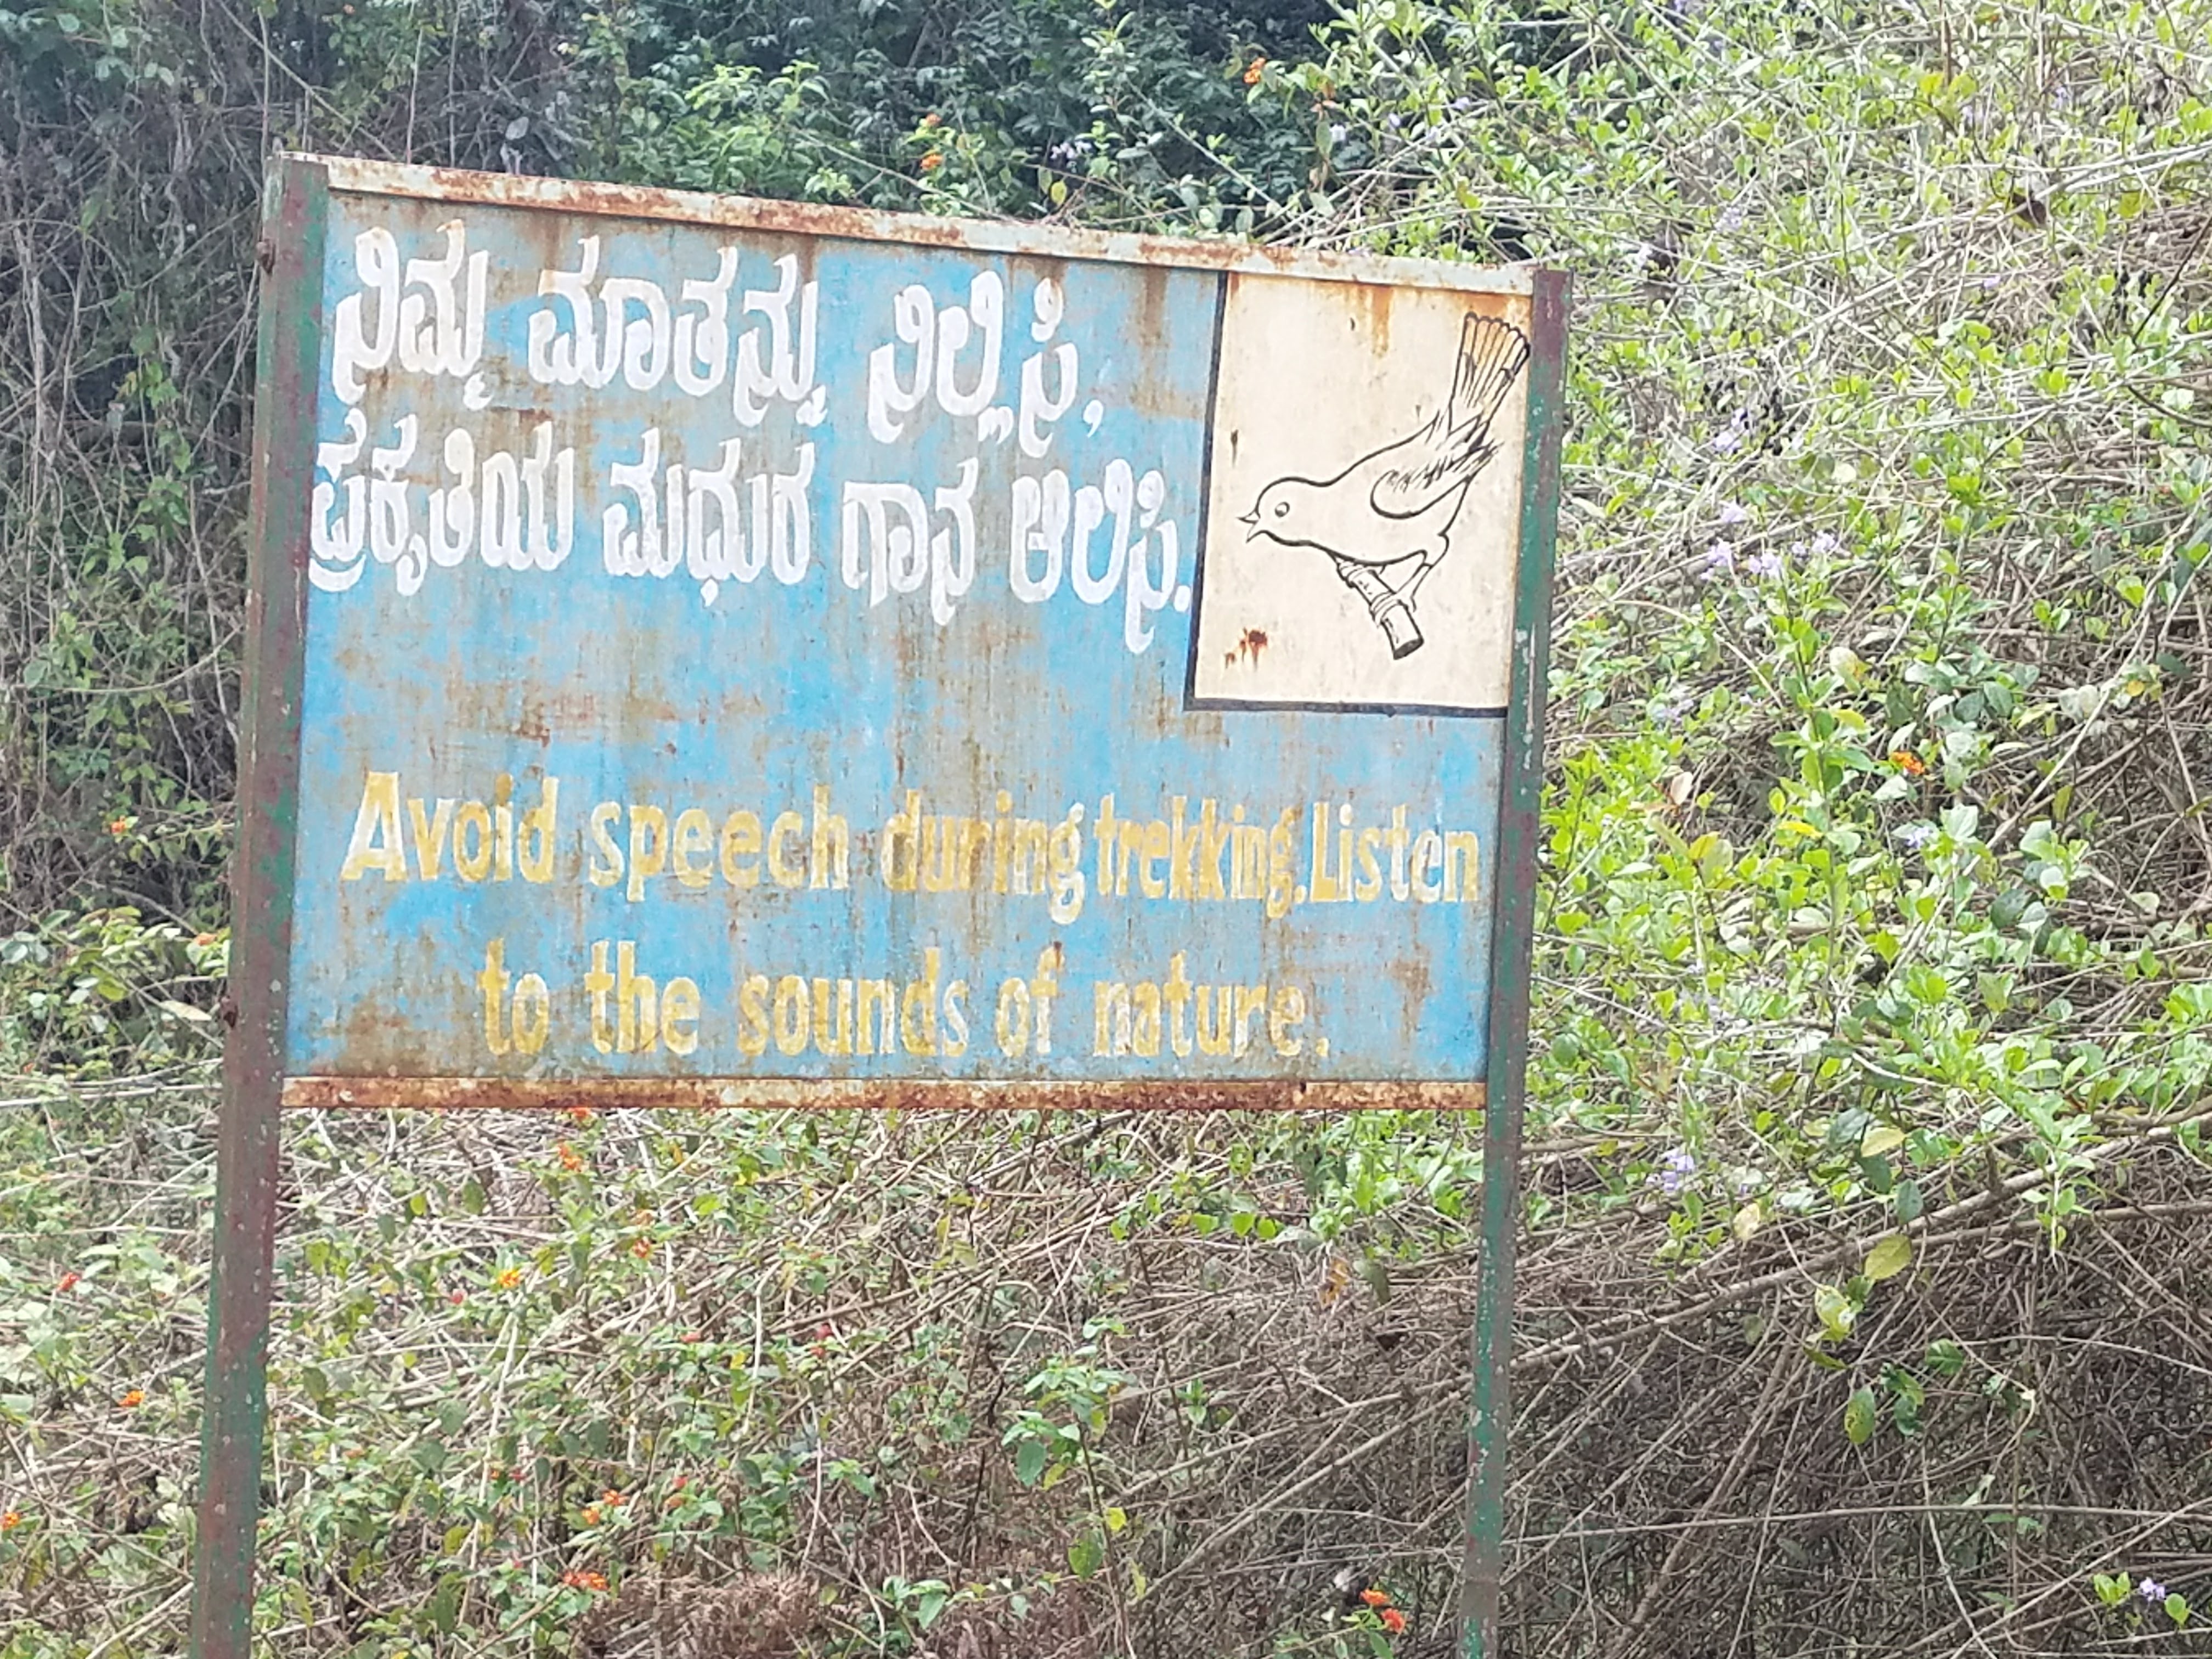 ನಿಮ್ಮ ಮಾತನ್ನು ನಿಲ್ಲಿಸಿ,
ಪ್ರಕೃತಿಯ ಮಧುರ ಗಾನ ಆಲಿಸಿ.
Avoid speech during trekking. Listen
to the sounds of nature.